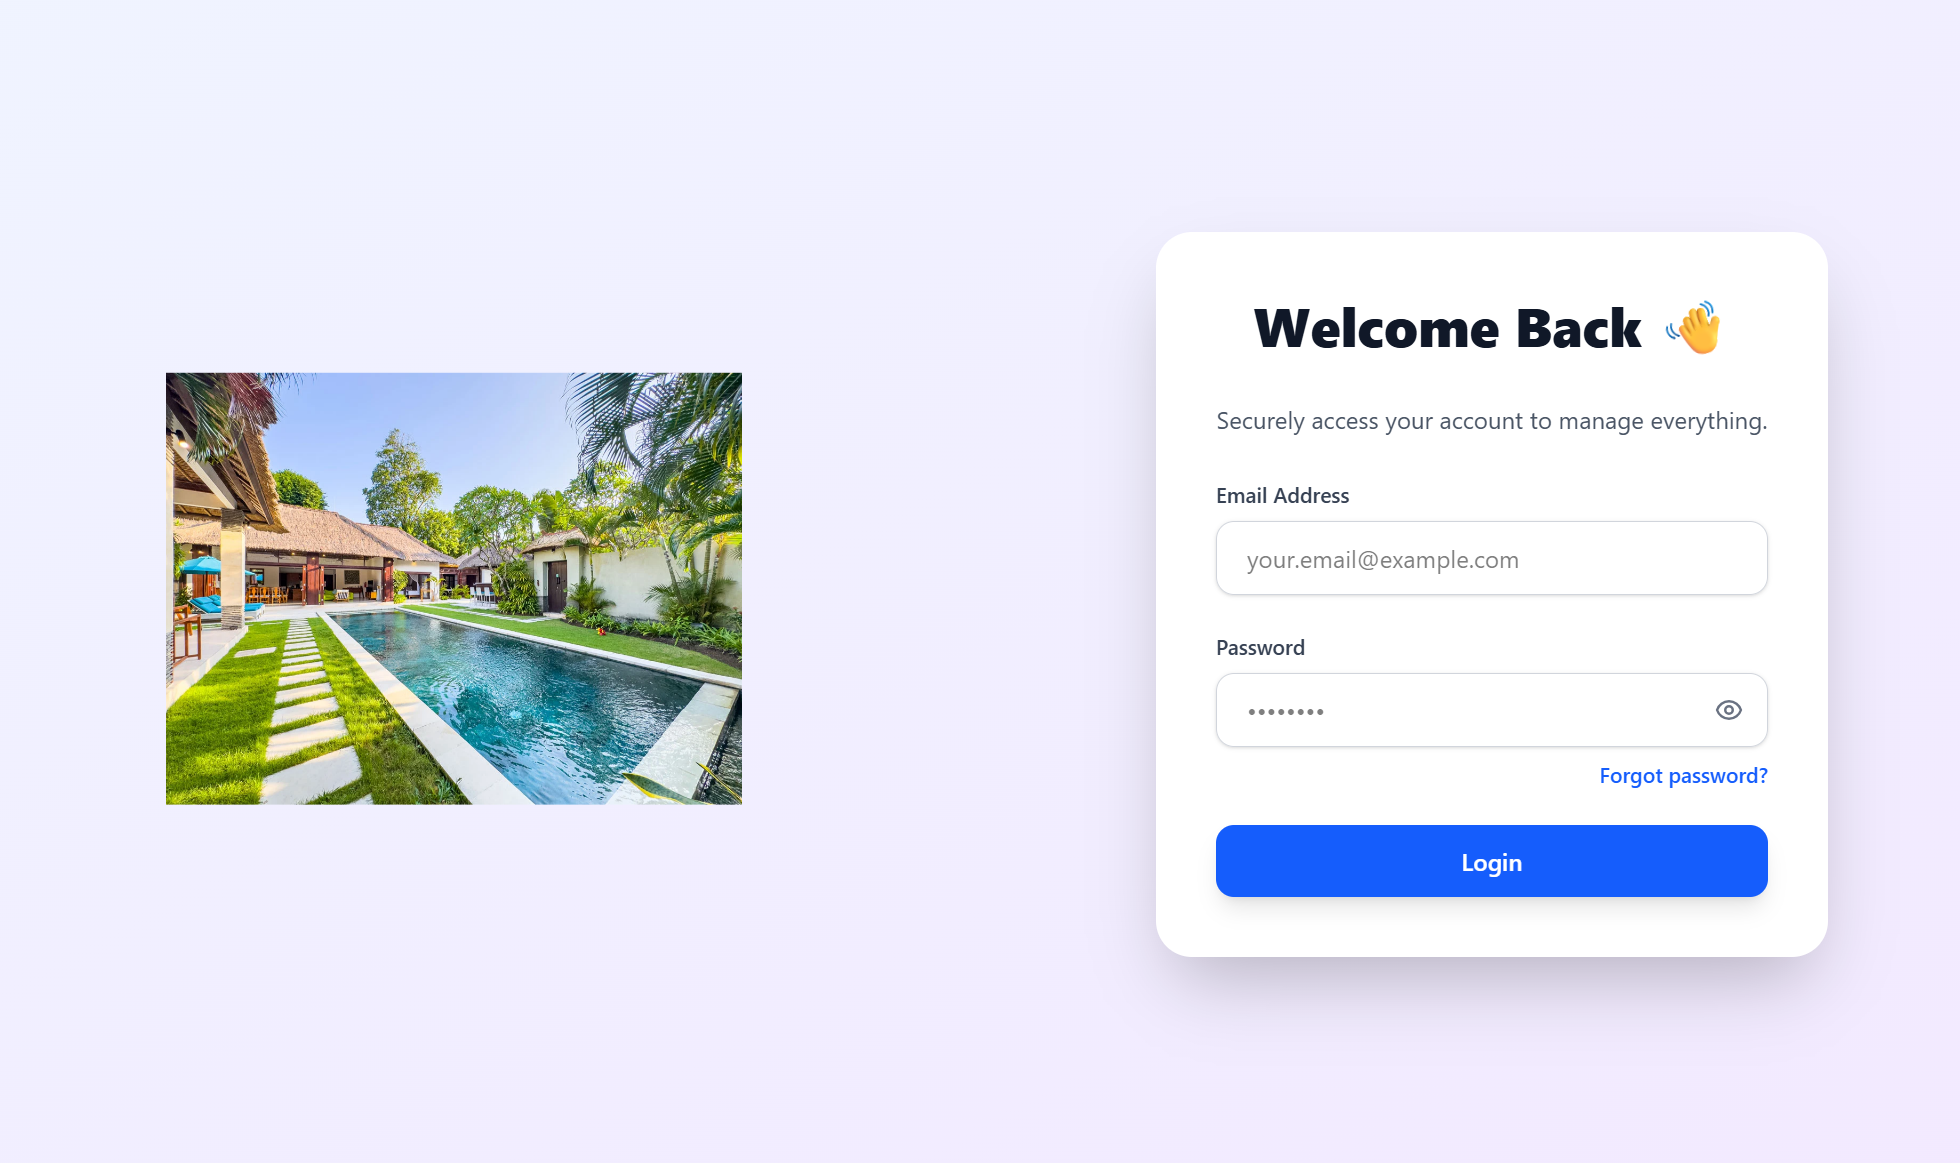 Welcome Back 👋
Securely access your account to manage everything.
Email Address
your.email@example.com
Password
••••••••
Forgot password?
Login